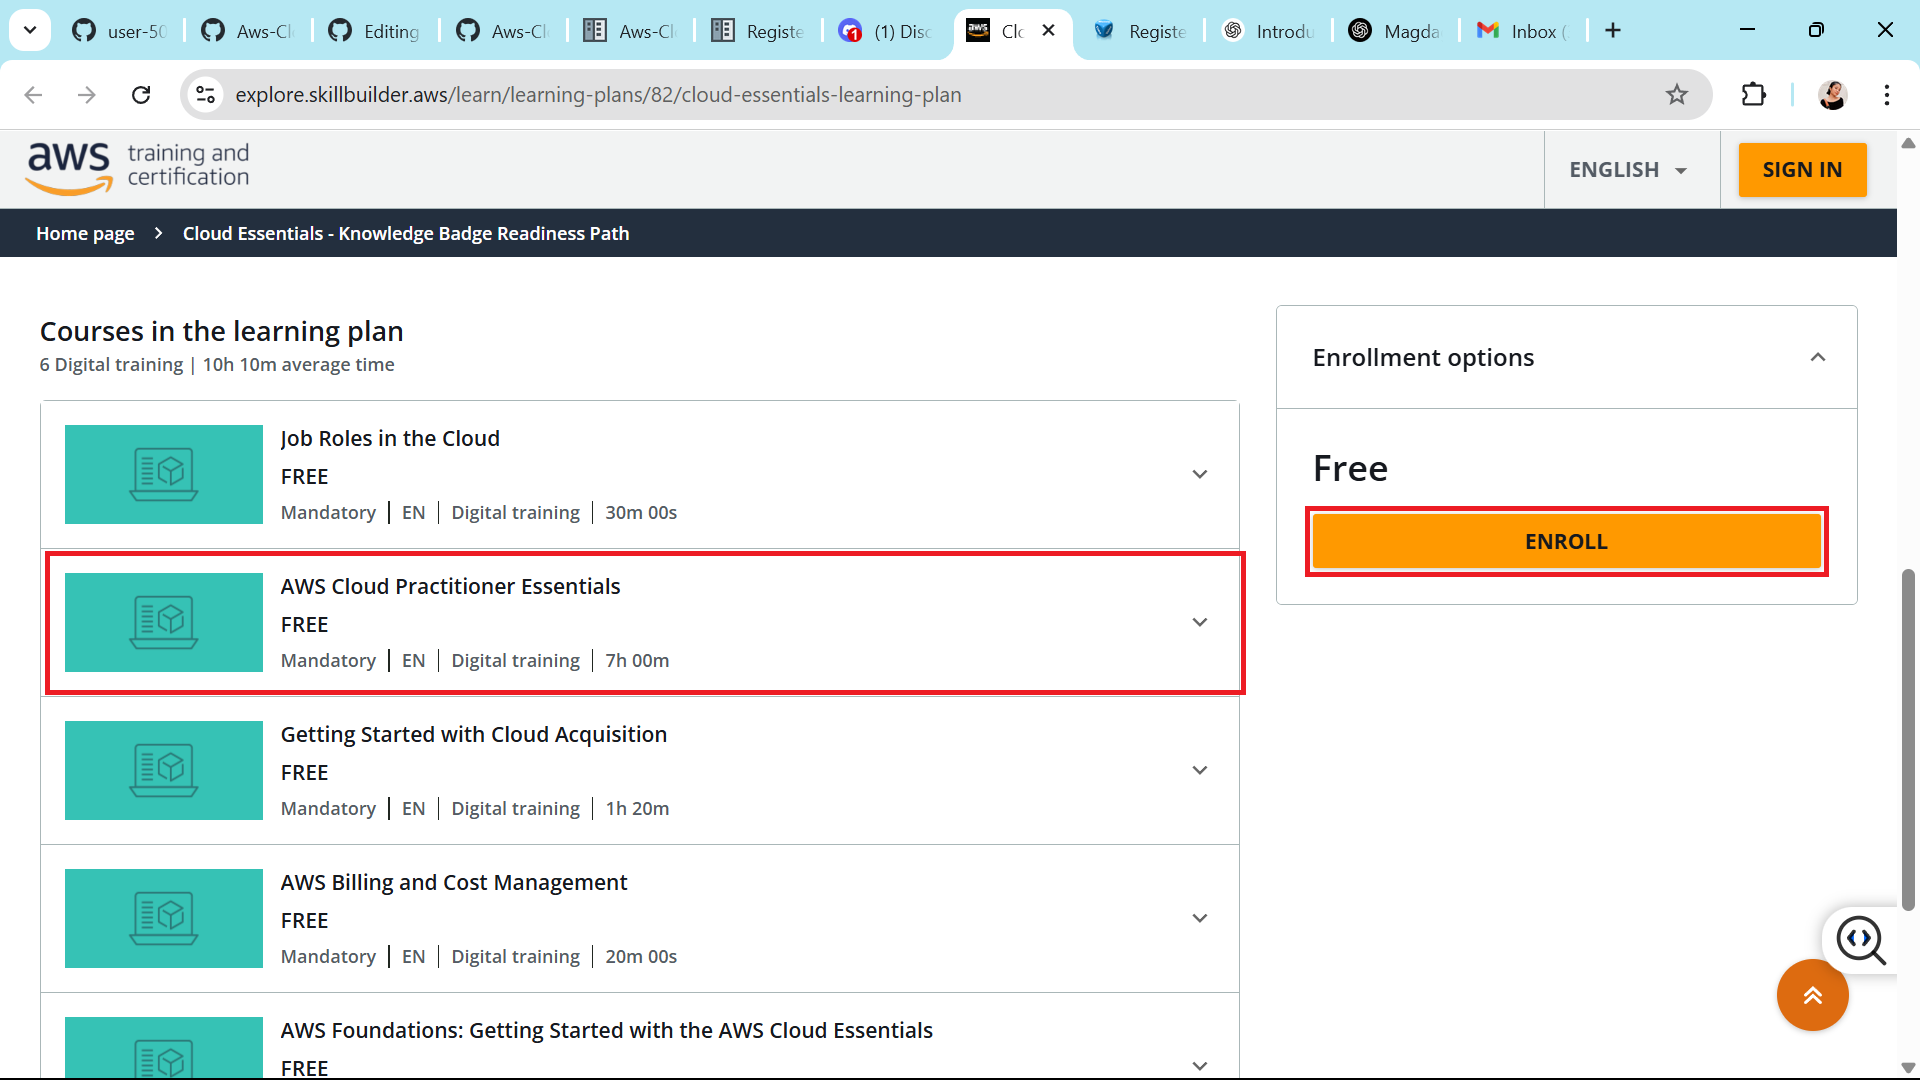 user-50
Aws-Cl
Editing
Aws-Cl
Aws-Cl
Registe
(1) Disc
Clo
Registe
Introdu
Magda
Inbox (
explore.skillbuilder.aws/learn/learning-plans/82/cloud-essentials-learning-plan
aws training and certification
ENGLISH
SIGN IN
Home page > Cloud Essentials - Knowledge Badge Readiness Path
Courses in the learning plan
6 Digital training | 10h 10m average time
Job Roles in the Cloud
FREE
Mandatory | EN | Digital training | 30m 00s
AWS Cloud Practitioner Essentials
FREE
Mandatory | EN | Digital training | 7h 00m
Getting Started with Cloud Acquisition
FREE
Mandatory | EN | Digital training | 1h 20m
AWS Billing and Cost Management
FREE
Mandatory | EN | Digital training | 20m 00s
AWS Foundations: Getting Started with the AWS Cloud Essentials
FREE
Enrollment options
Free
ENROLL